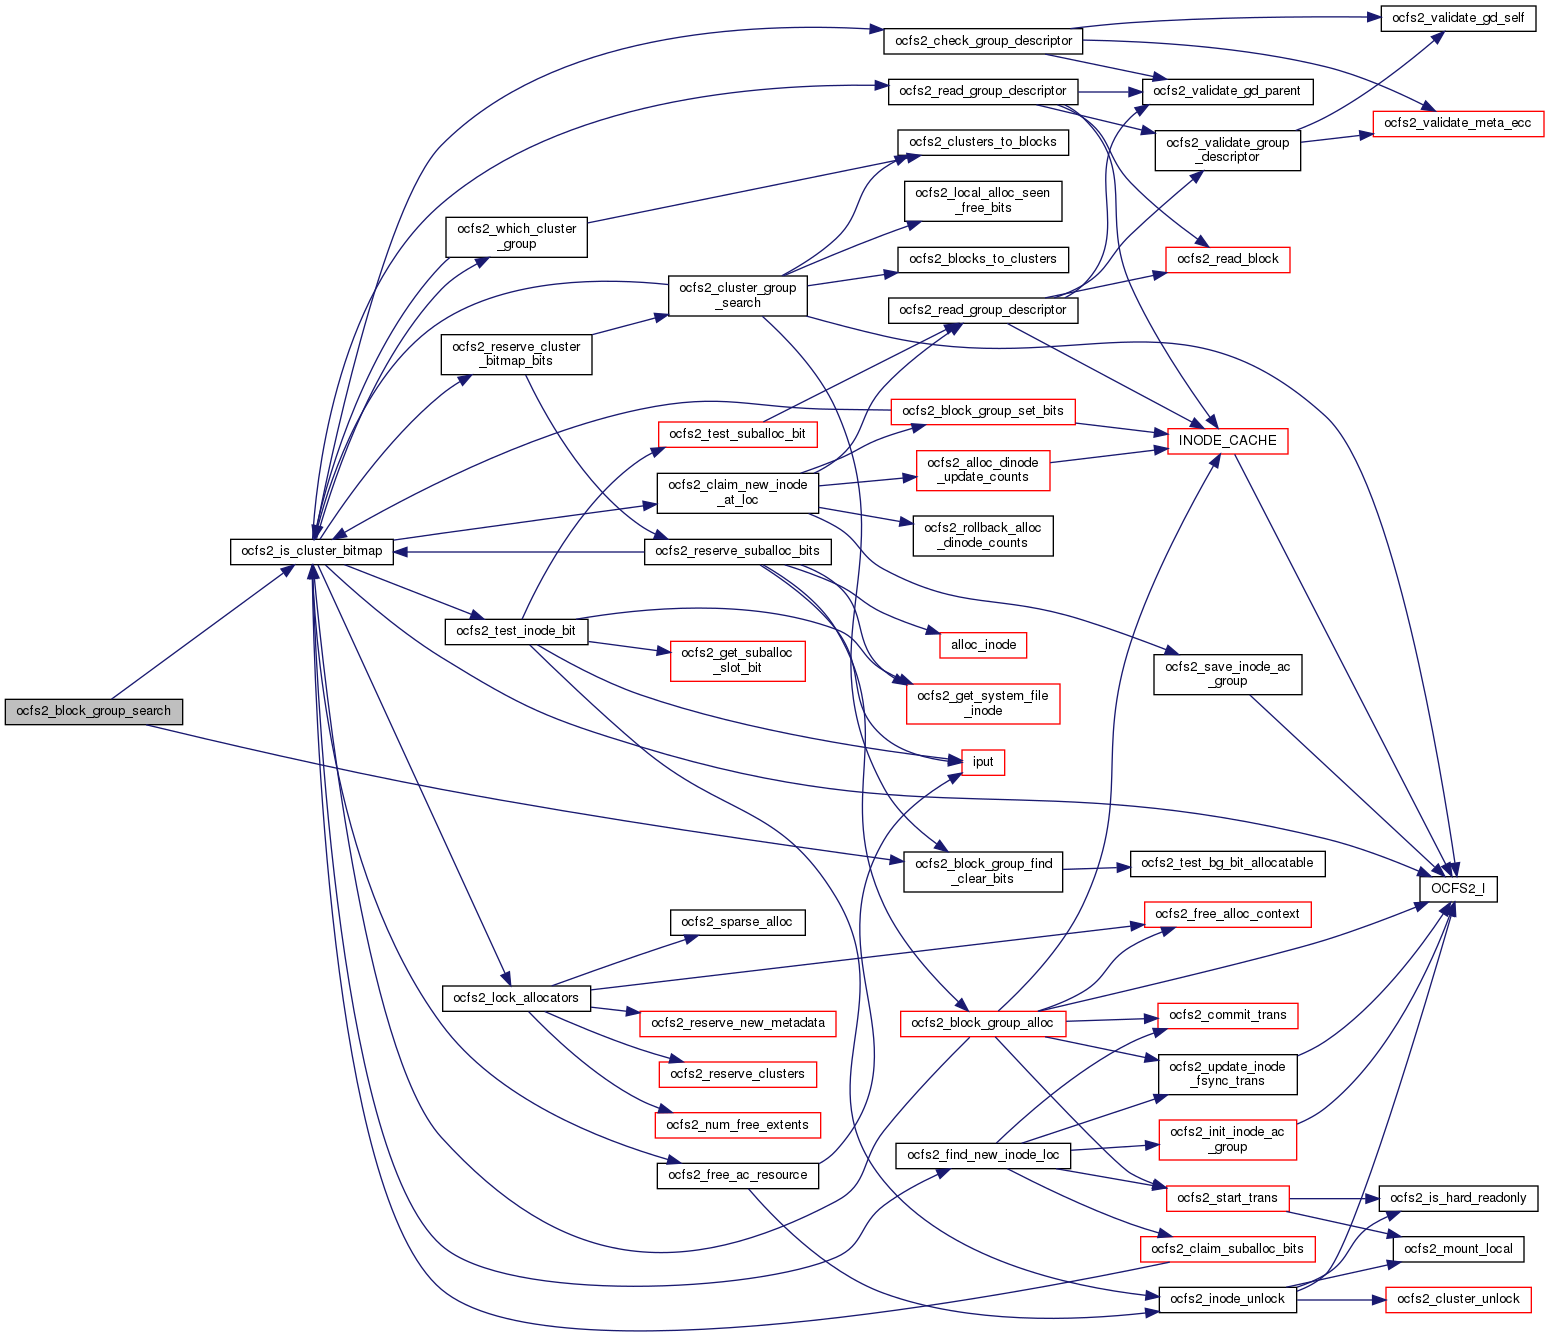 ocfs2_block_group_search
ocfs2_is_cluster_bitmap
ocfs2_which_cluster
_group
ocfs2_reserve_cluster
_bitmap_bits
ocfs2_test_inode_bit
ocfs2_lock_allocators
ocfs2_cluster_group
_search
ocfs2_test_suballoc_bit
ocfs2_claim_new_inode
_at_loc
ocfs2_reserve_suballoc_bits
ocfs2_get_suballoc
_slot_bit
ocfs2_sparse_alloc
ocfs2_reserve_new_metadata
ocfs2_reserve_clusters
ocfs2_num_free_extents
ocfs2_free_ac_resource
ocfs2_check_group_descriptor
ocfs2_read_group_descriptor
ocfs2_clusters_to_blocks
ocfs2_local_alloc_seen
_free_bits
ocfs2_blocks_to_clusters
ocfs2_read_group_descriptor
ocfs2_block_group_set_bits
ocfs2_alloc_dinode
_update_counts
ocfs2_rollback_alloc
_dinode_counts
alloc_inode
ocfs2_get_system_file
_inode
iput
ocfs2_block_group_find
_clear_bits
ocfs2_block_group_alloc
ocfs2_find_new_inode_loc
ocfs2_validate_gd_parent
ocfs2_validate_group
_descriptor
ocfs2_read_block
INODE_CACHE
ocfs2_save_inode_ac
_group
ocfs2_test_bg_bit_allocatable
ocfs2_free_alloc_context
ocfs2_commit_trans
ocfs2_update_inode
_fsync_trans
ocfs2_init_inode_ac
_group
ocfs2_start_trans
ocfs2_claim_suballoc_bits
ocfs2_inode_unlock
ocfs2_validate_gd_self
ocfs2_validate_meta_ecc
OCFS2_I
ocfs2_is_hard_readonly
ocfs2_mount_local
ocfs2_cluster_unlock